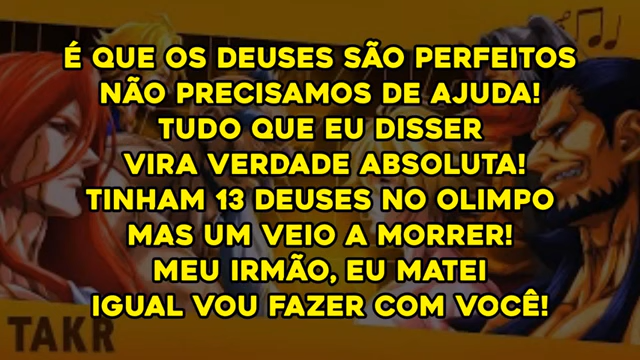 É QUE OS DEUSES SÃO PERFEITOS
NÃO PRECISAMOS DE AJUDA!
TUDO QUE EU DISSER
VIRA VERDADE ABSOLUTA!
TINHAM 13 DEUSES NO OLIMPO
MAS UM VEIO A MORRER!
MEU IRMÃO, EU MATEI
IGUAL VOU FAZER COM VOCÊ!
TAKR